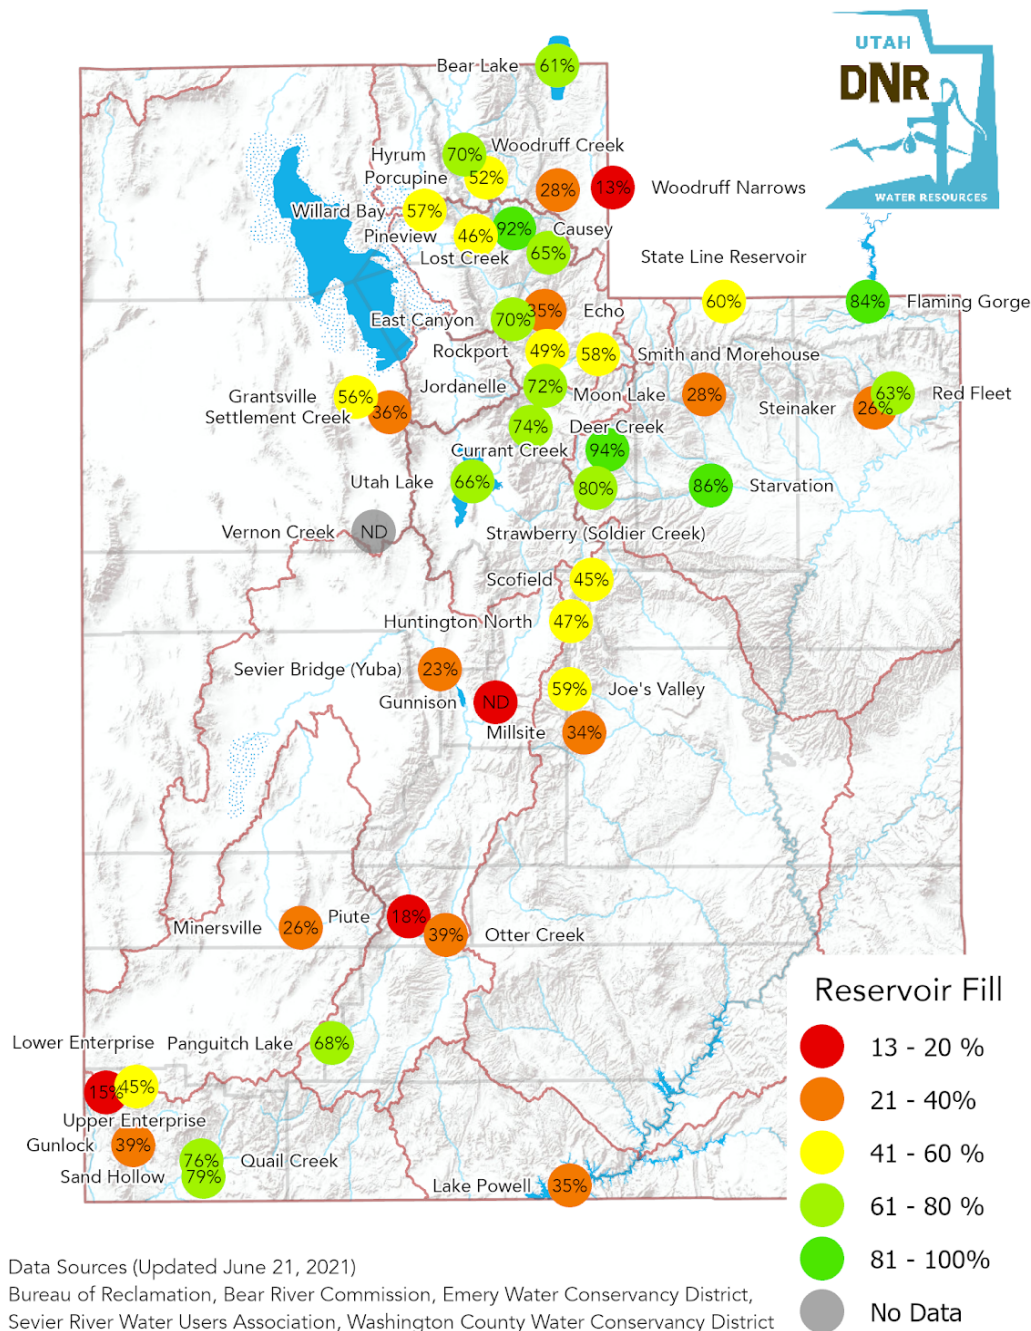 UTAH
DNR
WATER RESOURCES
Bear Lake 61%
Woodruff Creek
Hyrum 70%
Porcupine 52%
28%
13% Woodruff Narrows
Willard Bay 57%
92% Causey
Pineview 46%
Lost Creek 65%
State Line Reservoir
60%
84% Flaming Gorge
35% Echo
East Canyon 70%
Rockport 49%
58% Smith and Morehouse
Jordanelle 72%
Moon Lake 28%
63% Red Fleet
Steinaker 26%
Grantsville 56%
Settlement Creek 36%
74% Deer Creek
Currant Creek 94%
Utah Lake 66%
80%
86% Starvation
Vernon Creek ND
Strawberry (Soldier Creek)
Scofield 45%
Huntington North 47%
Sevier Bridge (Yuba) 23%
59% Joe's Valley
Gunnison ND
Millsite 34%
Piute 18%
Minersville 26%
39% Otter Creek
Lower Enterprise
Panguitch Lake 68%
15% 45%
Upper Enterprise
Gunlock 39%
76% Quail Creek
Sand Hollow 79%
Lake Powell 35%
Reservoir Fill
13 - 20 %
21 - 40%
41 - 60 %
61 - 80 %
81 - 100%
No Data
Data Sources (Updated June 21, 2021)
Bureau of Reclamation, Bear River Commission, Emery Water Conservancy District,
Sevier River Water Users Association, Washington County Water Conservancy District